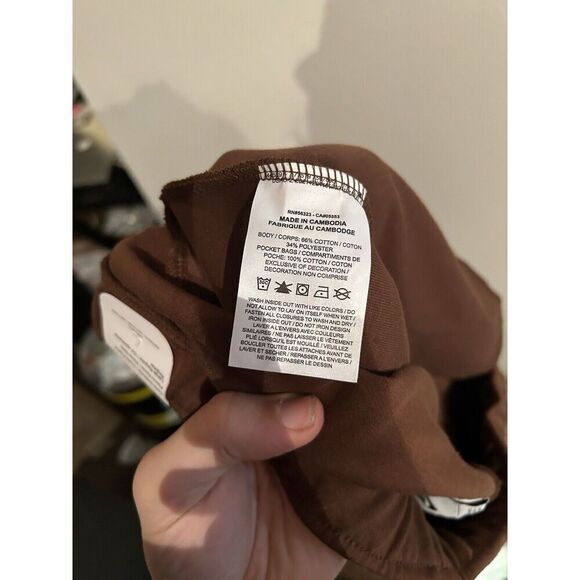 RN#56323 - CA#05553
MADE IN CAMBODIA
FABRIQUE AU CAMBODGE
BODY / CORPS: 66% COTTON / COTON
34% POLYESTER
POCKET BAGS / COMPARTIMENTS DE
POCHE: 100% COTTON / COTON
EXCLUSIVE OF DECORATION /
DECORATION NON COMPRISE
WASH INSIDE OUT WITH LIKE COLORS / DO
NOT ALLOW TO LAY ON ITSELF WHEN WET /
FASTEN ALL CLOSURES TO WASH AND DRY /
IRON INSIDE OUT / DO NOT IRON DESIGN
LAVER A L'ENVERS AVEC COULEURS
SIMILAIRES / NE PAS LAISSER LE VÊTEMENT
PLIE LORSQU'IL EST MOUILLE / VEUILLEZ
BOUCLER TOUTES LES ATTACHES AVANT DE
LAVER ET SECHER / REPASSER A L'ENVERS /
NE PAS REPASSER LE DESSIN